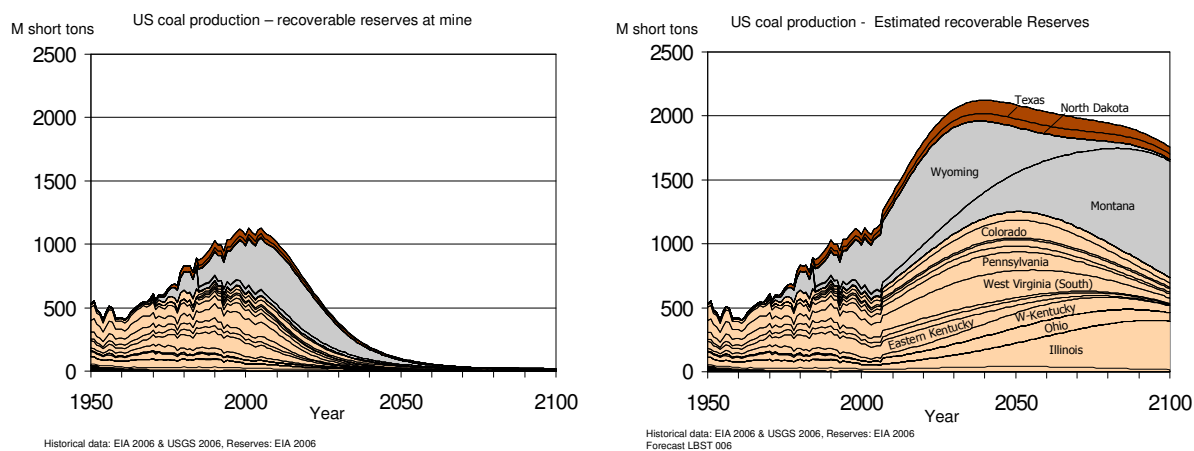 US coal production – recoverable reserves at mine
M short tons
2500
2000
1500
1000
500
0
1950
2000
2050
2100
Year
Historical data: EIA 2006 & USGS 2006, Reserves: EIA 2006
US coal production - Estimated recoverable Reserves
M short tons
2500
2000
1500
1000
500
0
Texas
North Dakota
Wyoming
Montana
Colorado
Pennsylvania
West Virginia (South)
Eastern Kentucky
W-Kentucky
Ohio
Illinois
1950
2000
2050
2100
Year
Historical data: EIA 2006 & USGS 2006, Reserves: EIA 2006
Forecast LBST 006